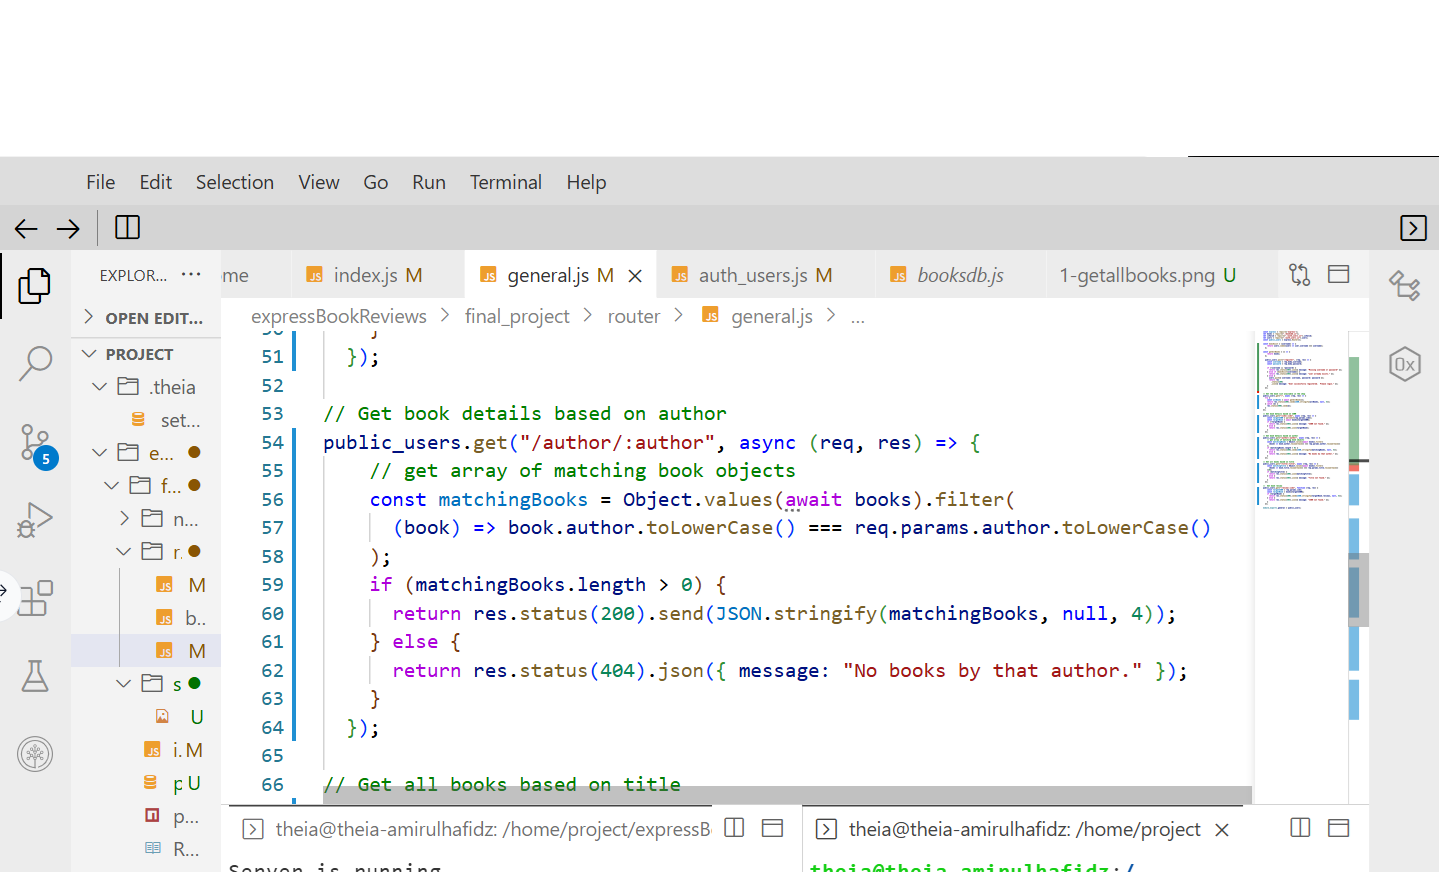 File Edit Selection View Go Run Terminal Help
EXPLOR... ...
ome
index.js M
general.js M
auth_users.js M
booksdb.js
1-getallbooks.png U
OPEN EDIT...
expressBookReviews > final_project > router > general.js > ...
PROJECT
.theia
set...
e...
f...
n...
r.
M
b..
M
s
U
i. M
p U
p...
R...
5
0x
51 });
52
53 // Get book details based on author
54 public_users.get("/author/:author", async (req, res) => {
55 // get array of matching book objects
56 const matchingBooks = Object.values(await books).filter(
57 (book) => book.author.toLowerCase() === req.params.author.toLowerCase()
58 );
59 if (matchingBooks.length > 0) {
60 return res.status(200).send(JSON.stringify(matchingBooks, null, 4));
61 } else {
62 return res.status(404).json({ message: "No books by that author." });
63 }
64 });
65
66 // Get all books based on title
theia@theia-amirulhafidz: /home/project/expressB
theia@theia-amirulhafidz: /home/project
Server is running
theia@theia-amirulhafidz:/